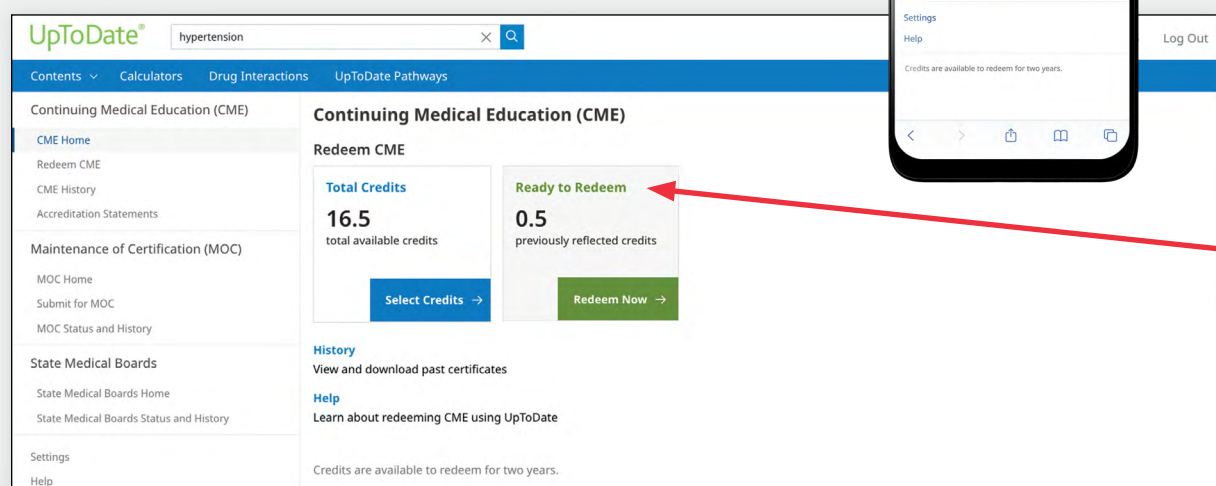 UpToDate®
hypertension
Log Out
Contents
Calculators
Drug Interactions
UpToDate Pathways
Continuing Medical Education (CME)
CME Home
Redeem CME
CME History
Accreditation Statements
Maintenance of Certification (MOC)
MOC Home
Submit for MOC
MOC Status and History
State Medical Boards
State Medical Boards Home
State Medical Boards Status and History
Settings
Help
Continuing Medical Education (CME)
Redeem CME
Total Credits
16.5
total available credits
Select Credits →
Ready to Redeem
0.5
previously reflected credits
Redeem Now →
History
View and download past certificates
Help
Learn about redeeming CME using UpToDate
Credits are available to redeem for two years.
Settings
Help
Credits are available to redeem for two years.